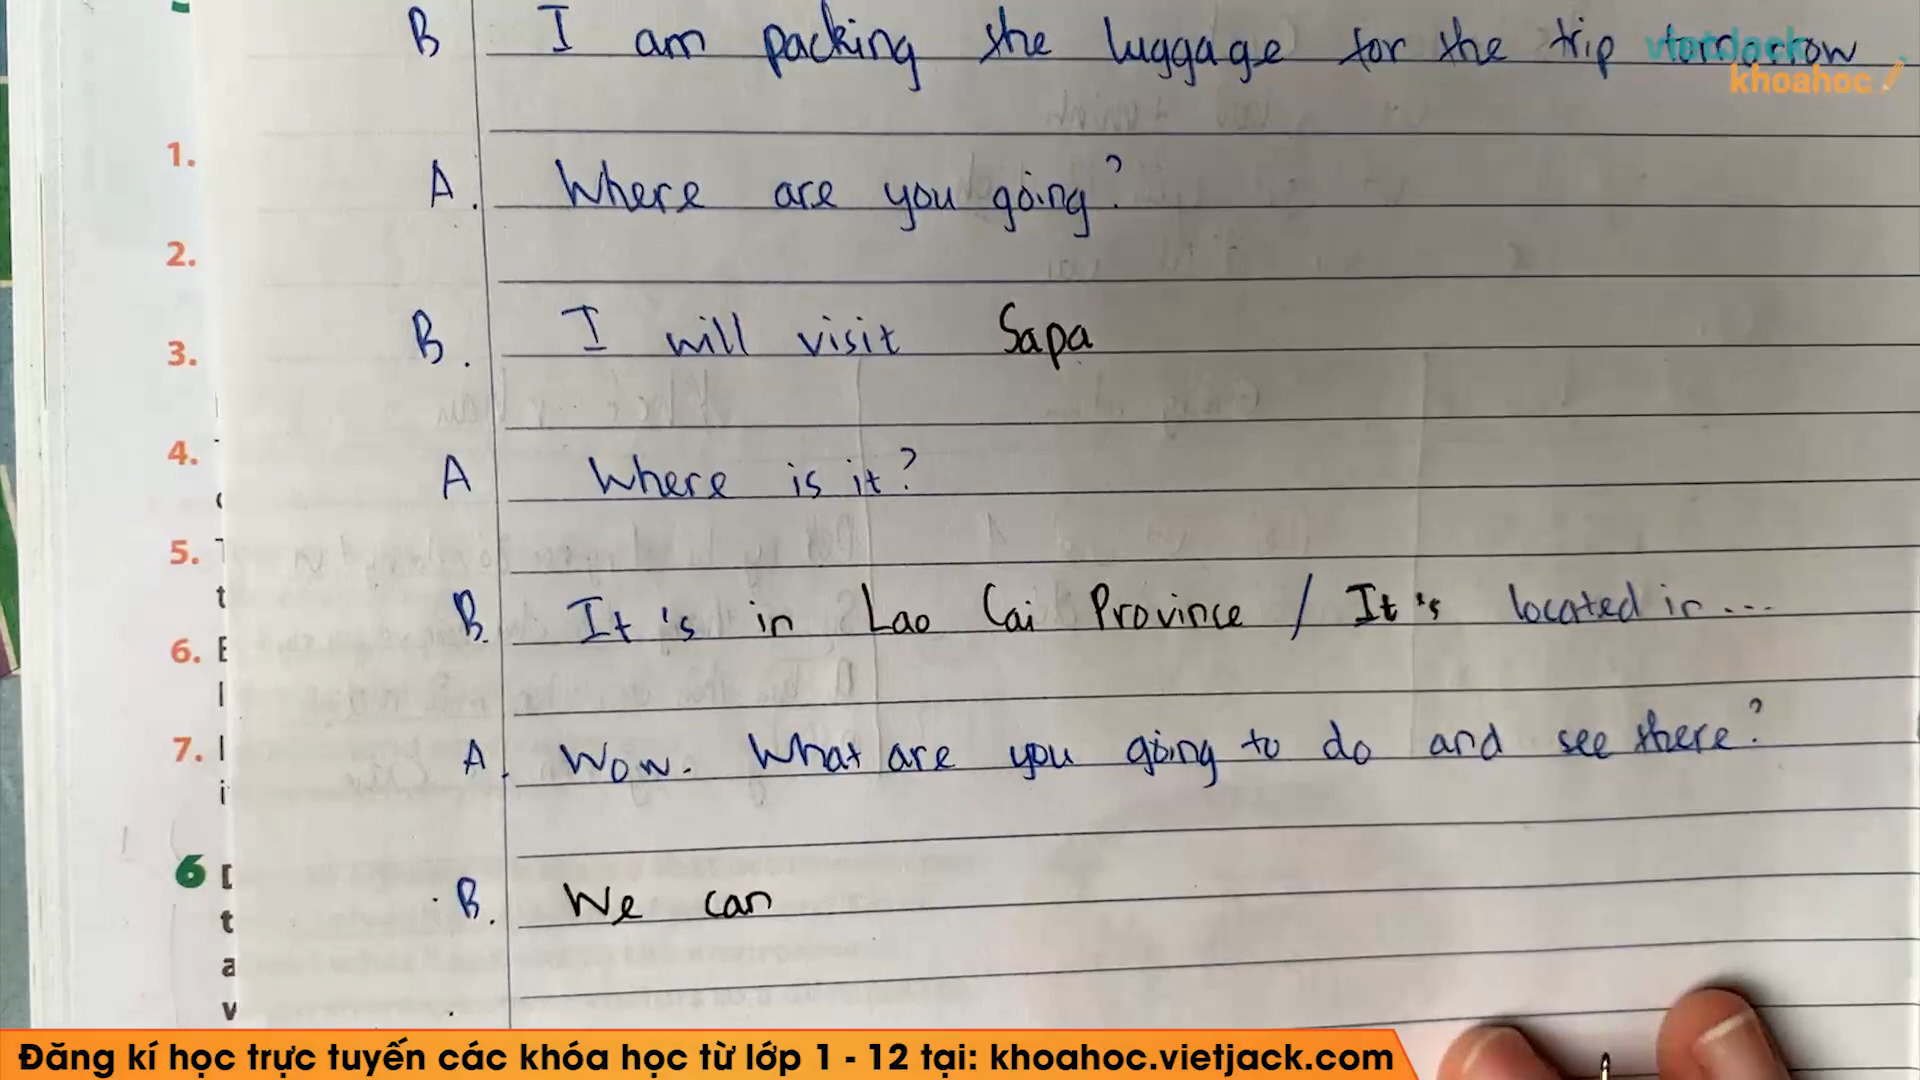 B I am packing the luggage for the trip tomorrow
vietJack
khoahoc
1.
A. Where are you going?
2.
B. I will visit Sapa
3.
4.
A Where is it?
5.
B. It's in Lao Cai Province / It's located in...
6.
7.
A. Wow. What are you going to do and see there?
6
B. We can
Đăng kí học trực tuyến các khóa học từ lớp 1 - 12 tại: khoahoc.vietjack.com